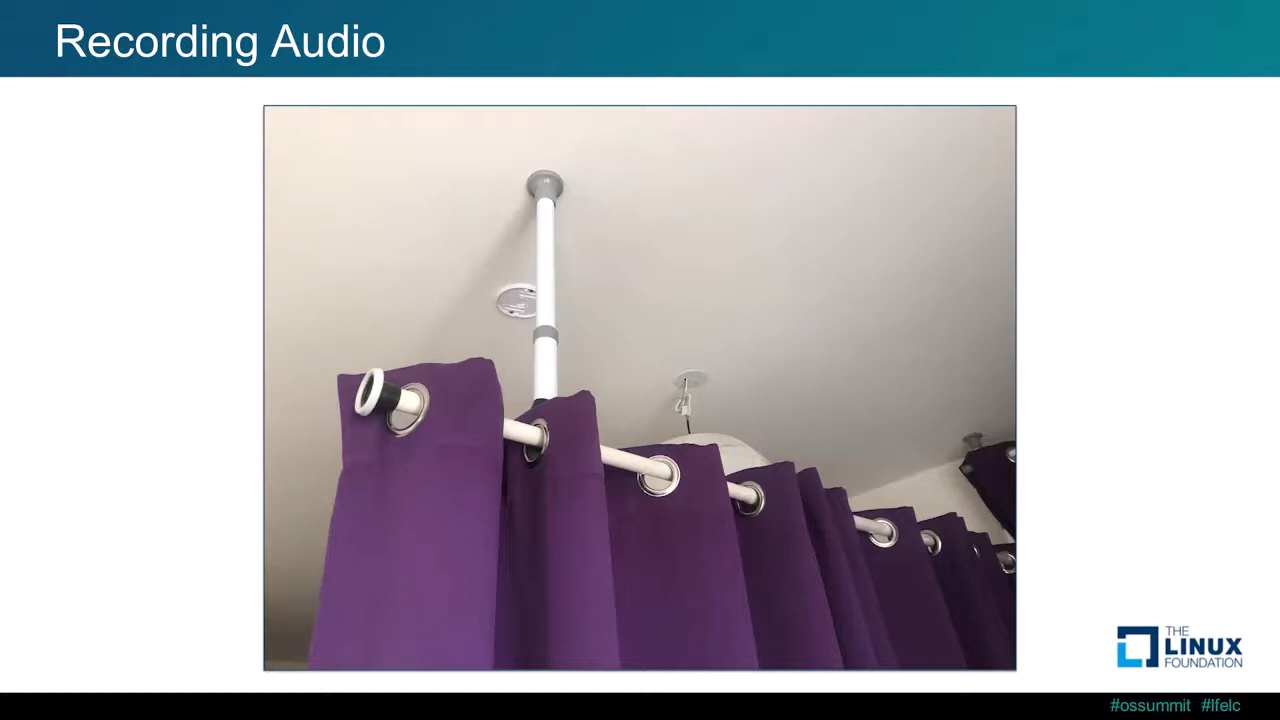 Recording Audio
THE
LINUX
FOUNDATION
#ossummit #lfelc